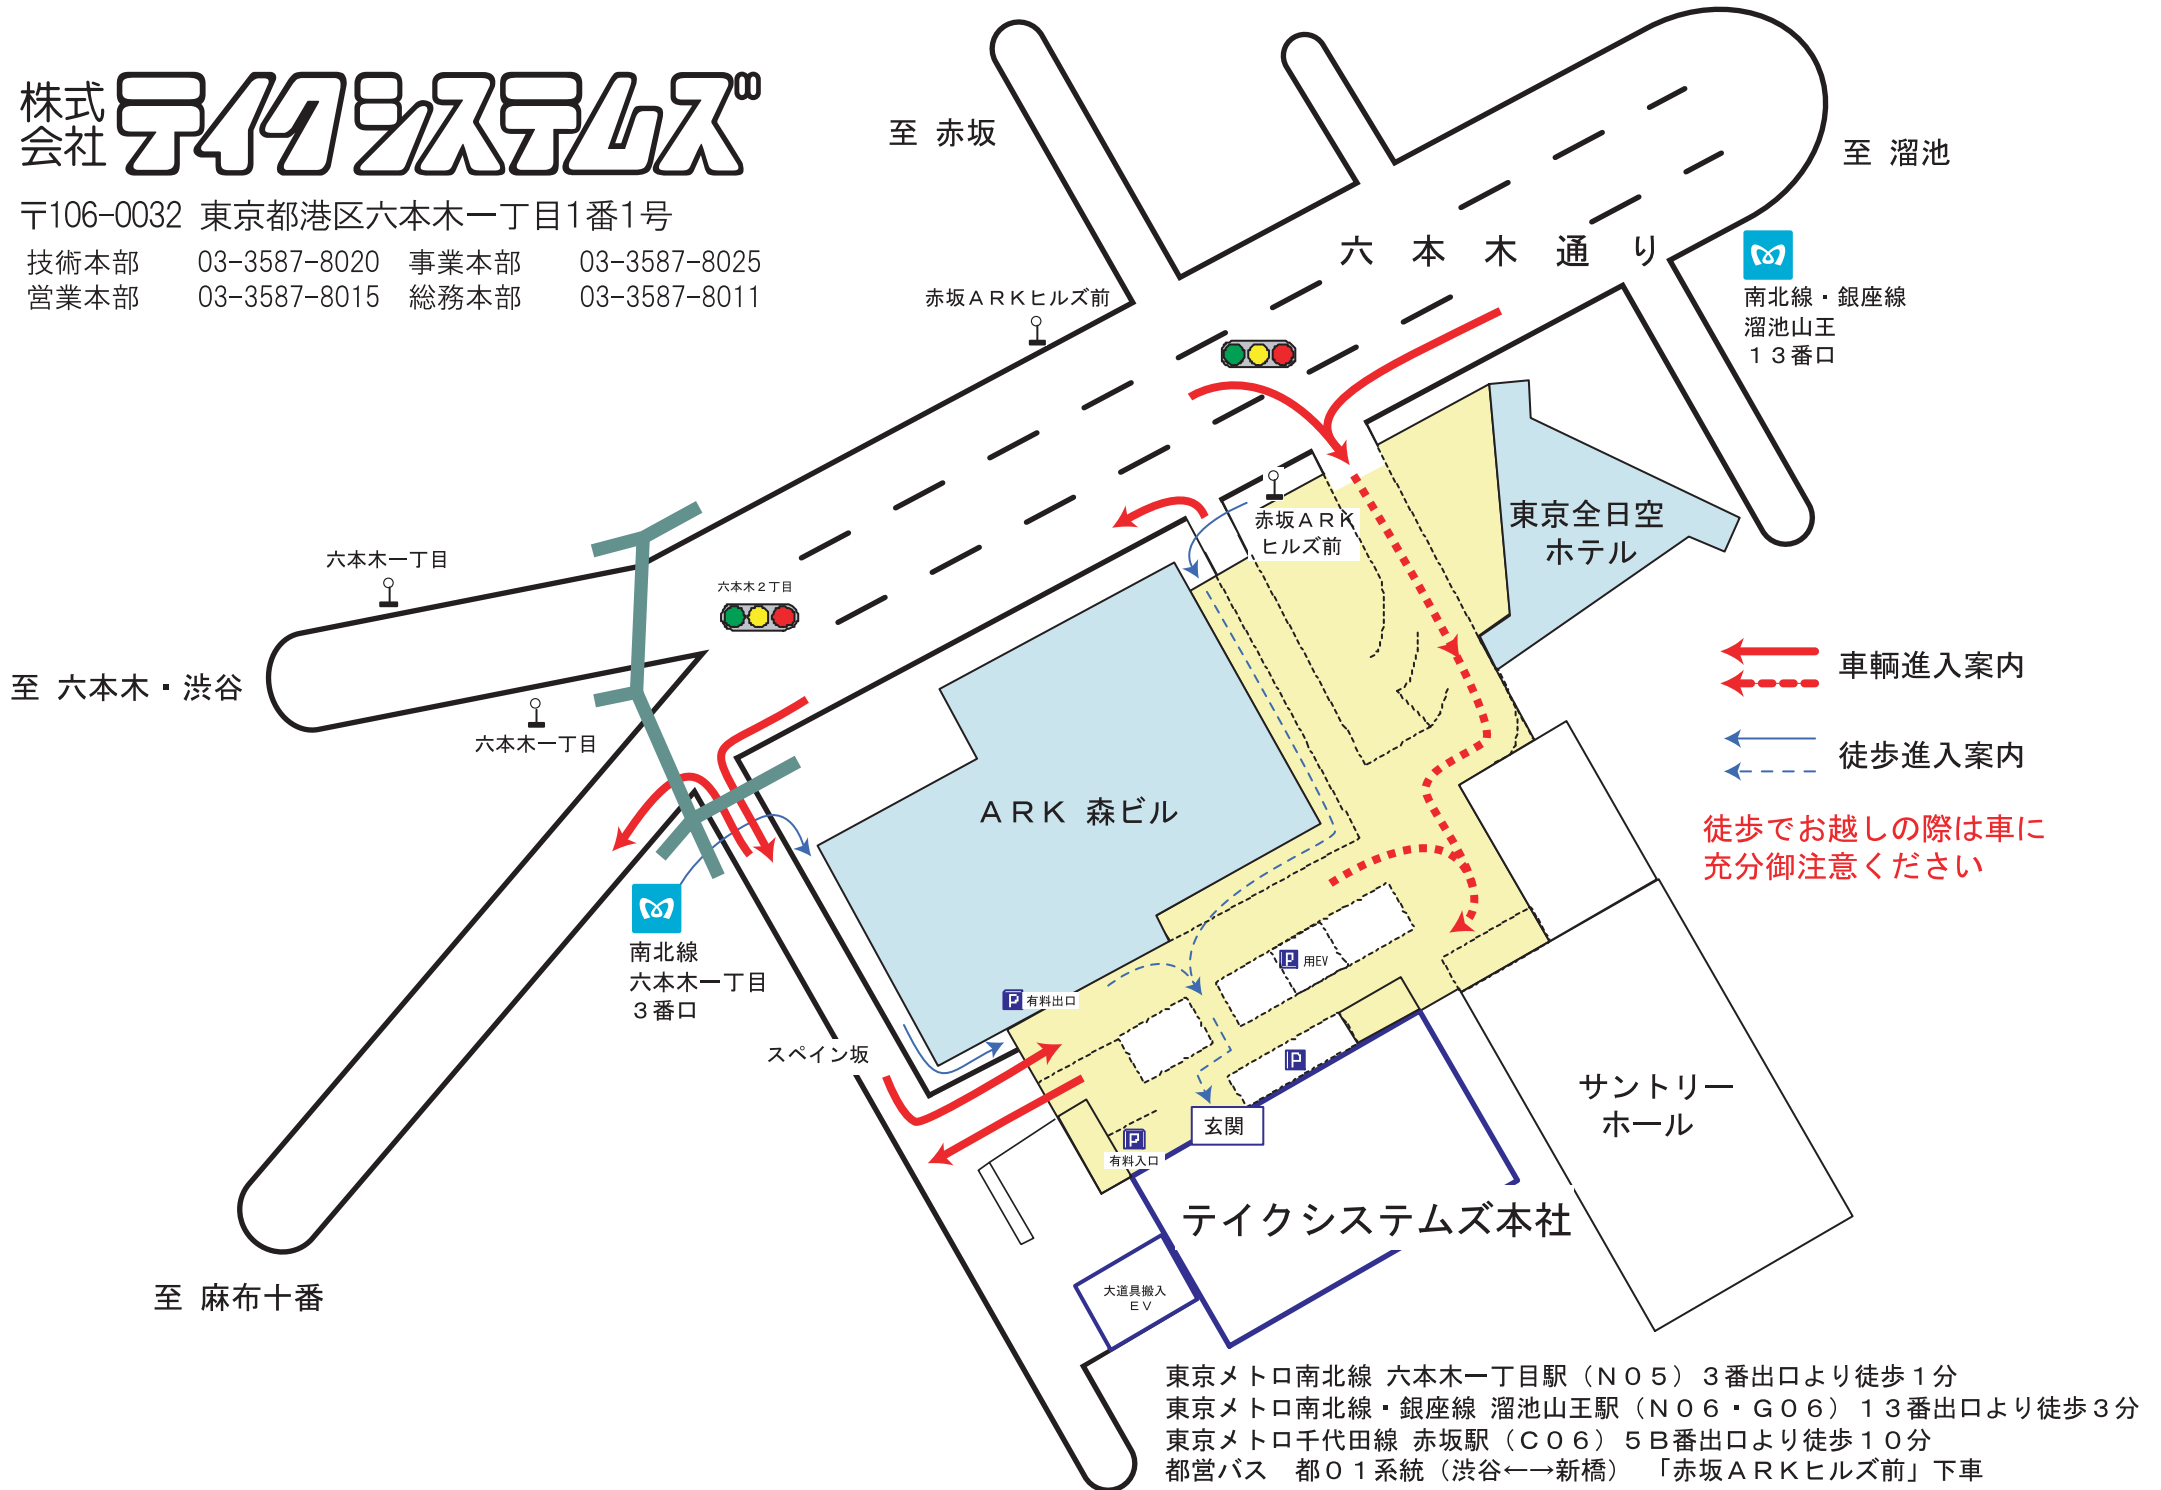 株式会社 テイクシステムズ
〒106-0032 東京都港区六本木一丁目1番1号
技術本部 03-3587-8020 事業本部 03-3587-8025
営業本部 03-3587-8015 総務本部 03-3587-8011
至 赤坂
至 溜池
六本木通り
赤坂ARKヒルズ前
南北線・銀座線
溜池山王
13番口
赤坂ARK
ヒルズ前
東京全日空
ホテル
六本木一丁目
六本木2丁目
至 六本木・渋谷
六本木一丁目
車輌進入案内
徒歩進入案内
徒歩でお越しの際は車に
充分御注意ください
ARK 森ビル
南北線
六本木一丁目
3番口
P 用EV
P 有料出口
スペイン坂
P
サントリー
ホール
玄関
P
有料入口
テイクシステムズ本社
大道具搬入
EV
至 麻布十番
東京メトロ南北線 六本木一丁目駅(N05)3番出口より徒歩1分
東京メトロ南北線・銀座線 溜池山王駅(N06・G06)13番出口より徒歩3分
東京メトロ千代田線 赤坂駅(C06)5B番出口より徒歩10分
都営バス 都01系統(渋谷←→新橋) 「赤坂ARKヒルズ前」下車